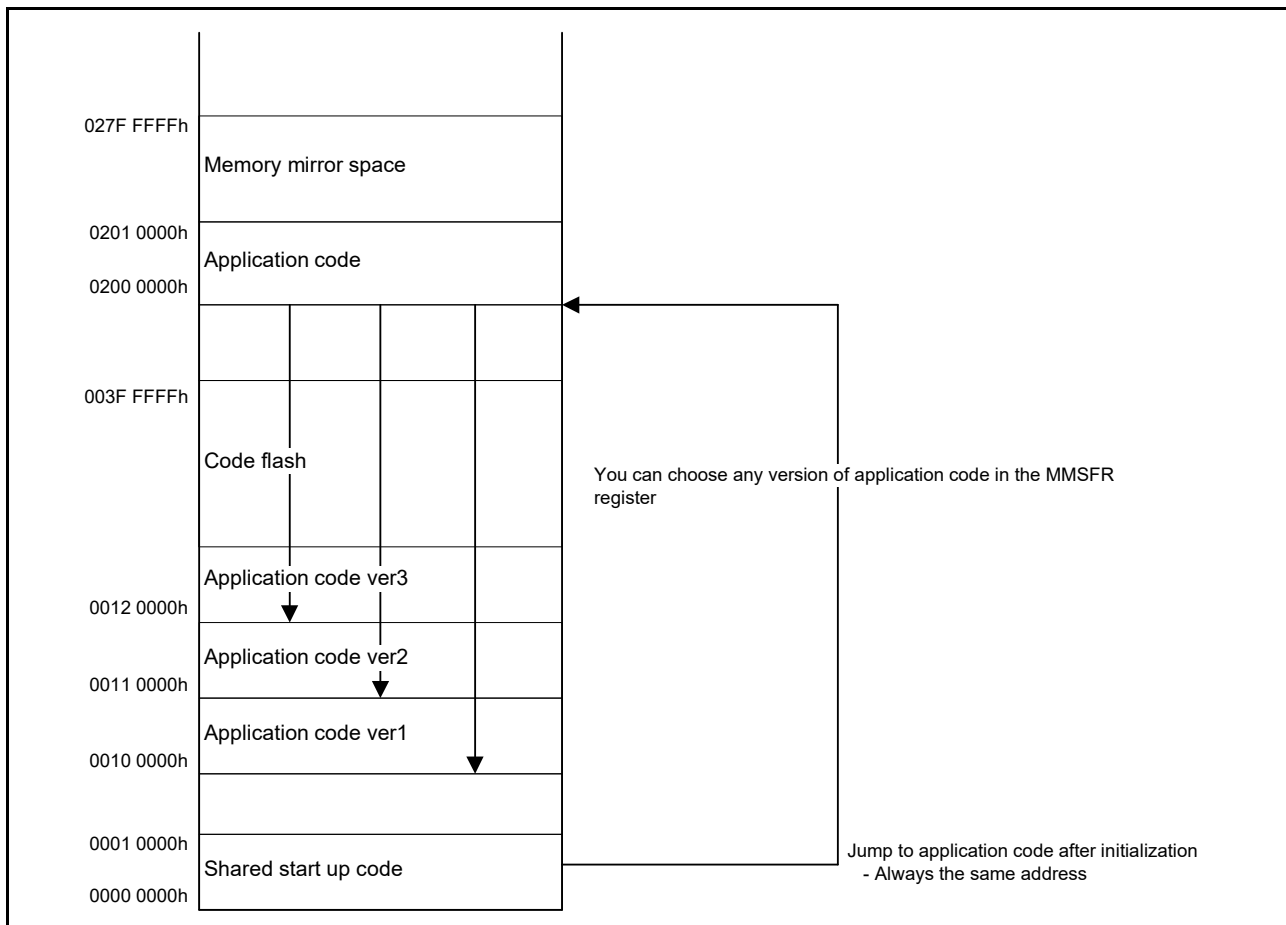 027F FFFFh
Memory mirror space
0201 0000h
Application code
0200 0000h
003F FFFFh
Code flash
You can choose any version of application code in the MMSFR
register
Application code ver3
0012 0000h
Application code ver2
0011 0000h
Application code ver1
0010 0000h
0001 0000h
Shared start up code
Jump to application code after initialization
- Always the same address
0000 0000h